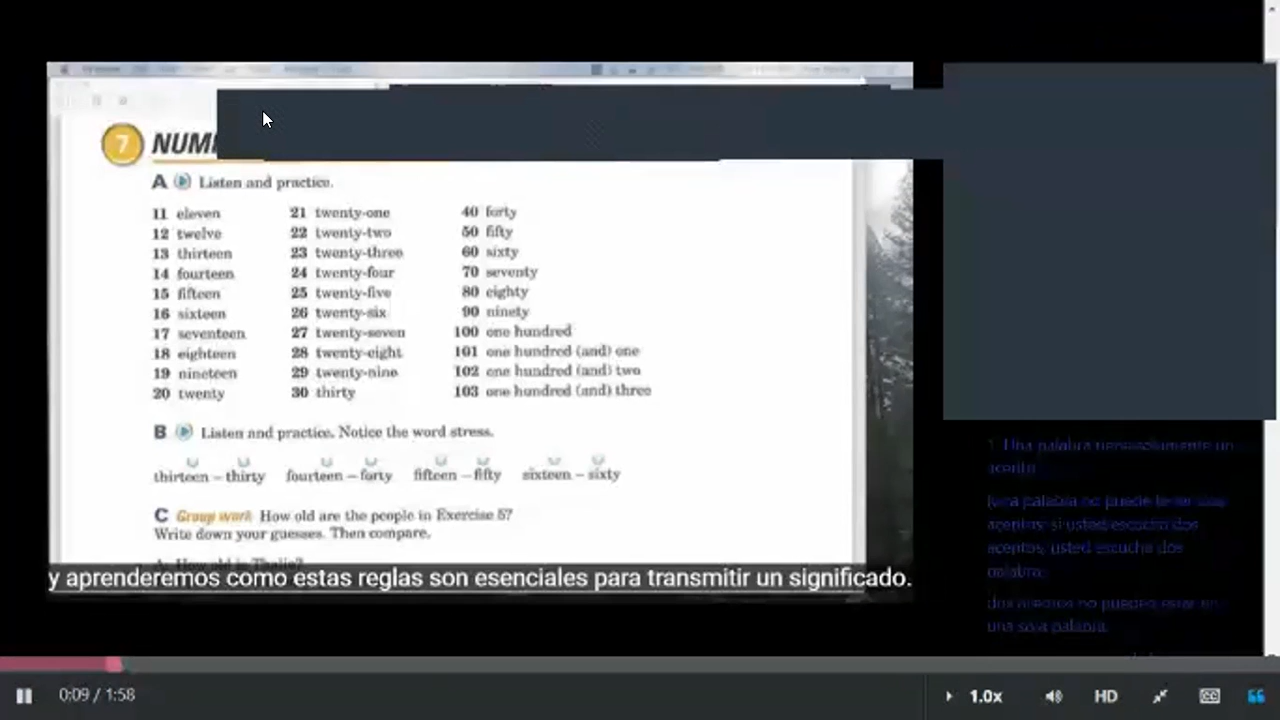 7 NUM
A Listen and practice.
11 eleven 21 twenty-one 40 forty
12 twelve 22 twenty-two 50 fifty
13 thirteen 23 twenty-three 60 sixty
14 fourteen 24 twenty-four 70 seventy
15 fifteen 25 twenty-five 80 eighty
16 sixteen 26 twenty-six 90 ninety
17 seventeen 27 twenty-seven 100 one hundred
18 eighteen 28 twenty-eight 101 one hundred (and) one
19 nineteen 29 twenty-nine 102 one hundred (and) two
20 twenty 30 thirty 103 one hundred (and) three
B Listen and practice. Notice the word stress.
thirteen – thirty fourteen – forty fifteen – fifty sixteen – sixty
C Group work How old are the people in Exercise 5?
Write down your guesses. Then compare.
A: How old is Thalia?
y aprenderemos como estas reglas son esenciales para transmitir un significado.
1. Una palabra un
acento.
una palabra no puede tener dos
acentos: si usted escucha dos
acentos, usted escucha dos
palabra.
dos acentos no pueden estar en
una sola palabra.
0:09 / 1:58
1.0x
HD
CC